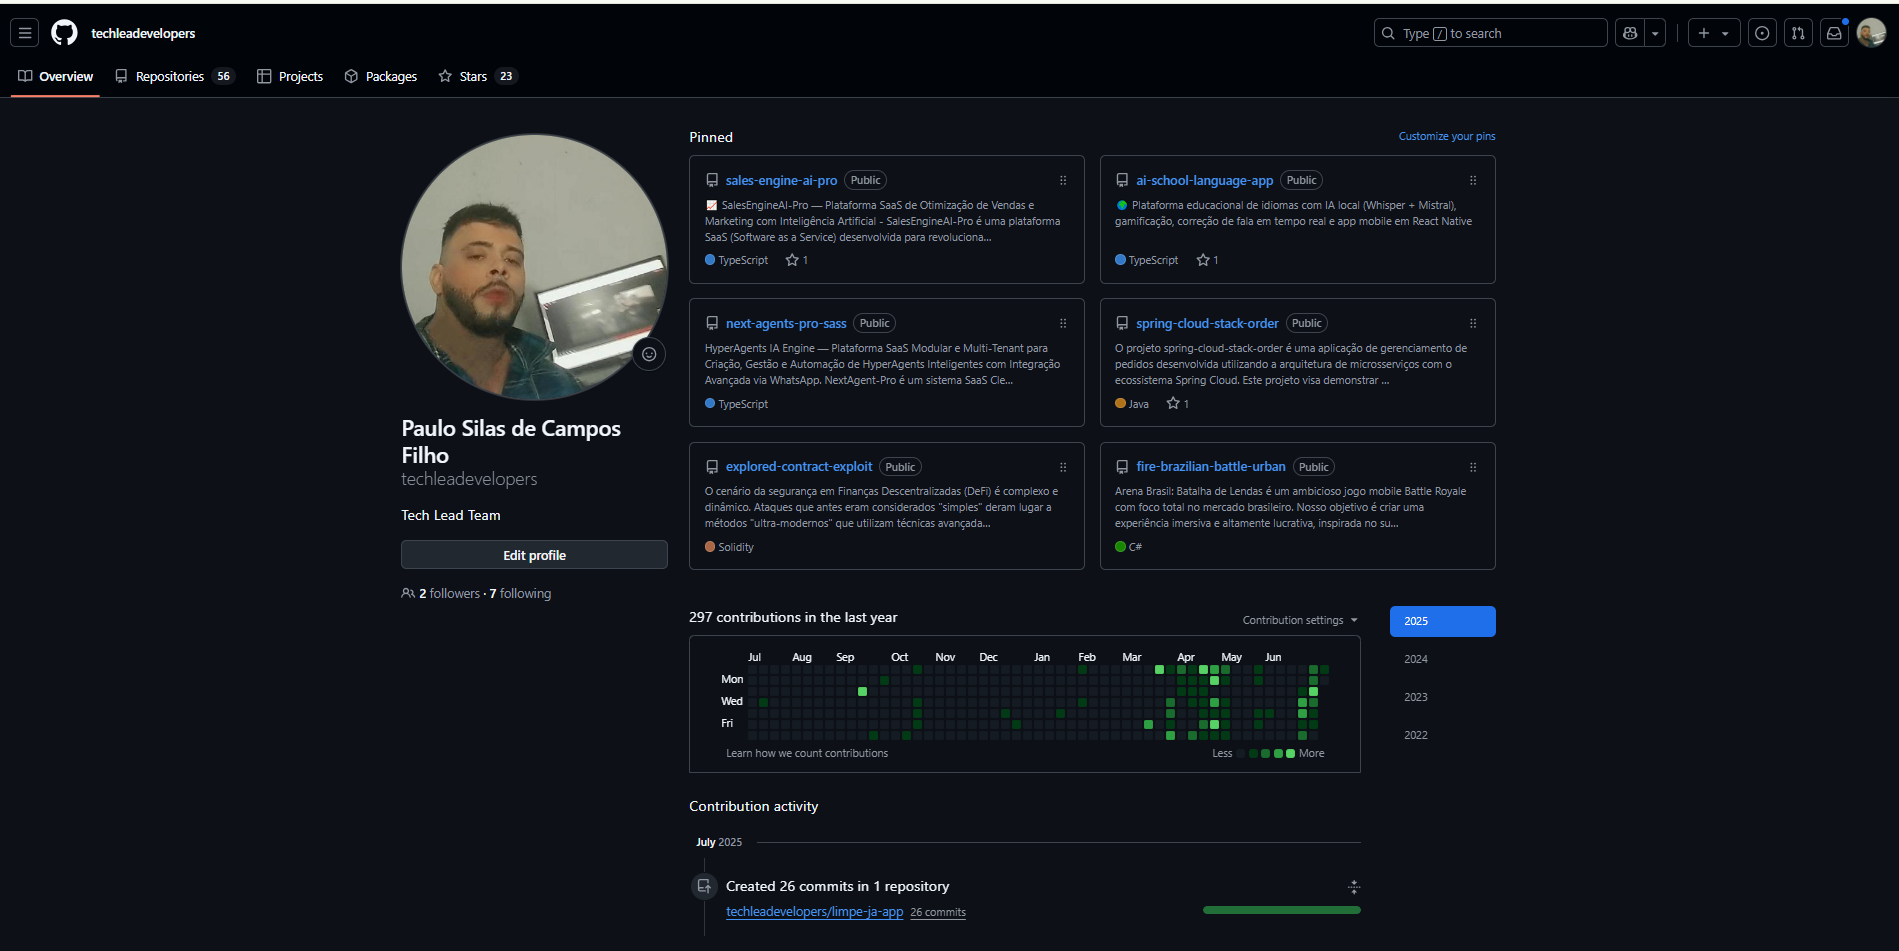 techleadevelopers
Type / to search
Overview
Repositories 56
Projects
Packages
Stars 23
Paulo Silas de Campos
Filho
techleadevelopers
Tech Lead Team
Edit profile
2 followers · 7 following
Pinned
Customize your pins
sales-engine-ai-pro Public
SalesEngineAI-Pro — Plataforma SaaS de Otimização de Vendas e
Marketing com Inteligência Artificial - SalesEngineAI-Pro é uma plataforma
SaaS (Software as a Service) desenvolvida para revoluciona...
TypeScript 1
ai-school-language-app Public
Plataforma educacional de idiomas com IA local (Whisper + Mistral),
gamificação, correção de fala em tempo real e app mobile em React Native
TypeScript 1
next-agents-pro-sass Public
HyperAgents IA Engine — Plataforma SaaS Modular e Multi-Tenant para
Criação, Gestão e Automação de HyperAgents Inteligentes com Integração
Avançada via WhatsApp. NextAgent-Pro é um sistema SaaS Cle...
TypeScript
spring-cloud-stack-order Public
O projeto spring-cloud-stack-order é uma aplicação de gerenciamento de
pedidos desenvolvida utilizando a arquitetura de microsserviços com o
ecossistema Spring Cloud. Este projeto visa demonstrar ...
Java 1
explored-contract-exploit Public
O cenário da segurança em Finanças Descentralizadas (DeFi) é complexo e
dinâmico. Ataques que antes eram considerados "simples" deram lugar a
métodos "ultra-modernos" que utilizam técnicas avançada...
Solidity
fire-brazilian-battle-urban Public
Arena Brasil: Batalha de Lendas é um ambicioso jogo mobile Battle Royale
com foco total no mercado brasileiro. Nosso objetivo é criar uma
experiência imersiva e altamente lucrativa, inspirada no su...
C#
297 contributions in the last year
Contribution settings
2025
2024
2023
2022
Jul Aug Sep Oct Nov Dec Jan Feb Mar Apr May Jun
Mon
Wed
Fri
Learn how we count contributions
Less More
Contribution activity
July 2025
Created 26 commits in 1 repository
techleadevelopers/limpe-ja-app 26 commits